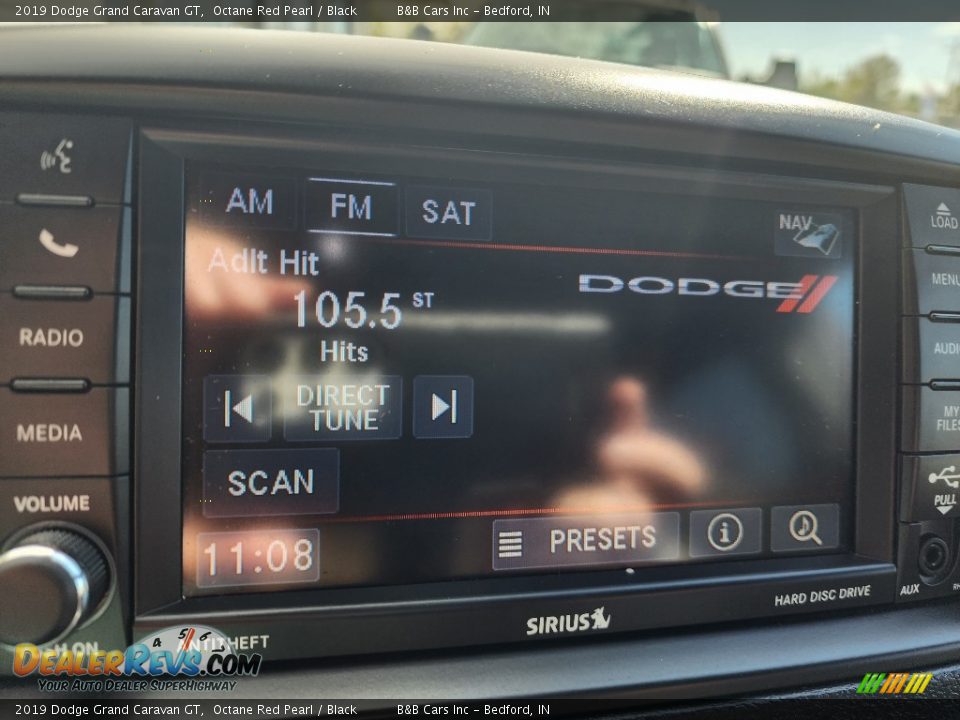 2019 Dodge Grand Caravan GT,  Octane Red Pearl / Black  B&B Cars Inc – Bedford, IN
AM FM SAT NAV
LOAD
Adlt Hit
DODGE
105.5 ST
MENU
RADIO
Hits
DIRECT
TUNE
MEDIA
MY
SCAN
VOLUME
PULL
11:08
PRESETS
AUX
HARD DISC DRIVE
SIRIUS
4 5 6
DEALERREVS.COM
YOUR AUTO DEALER SUPERHIGHWAY
2019 Dodge Grand Caravan GT,  Octane Red Pearl / Black  B&B Cars Inc – Bedford, IN